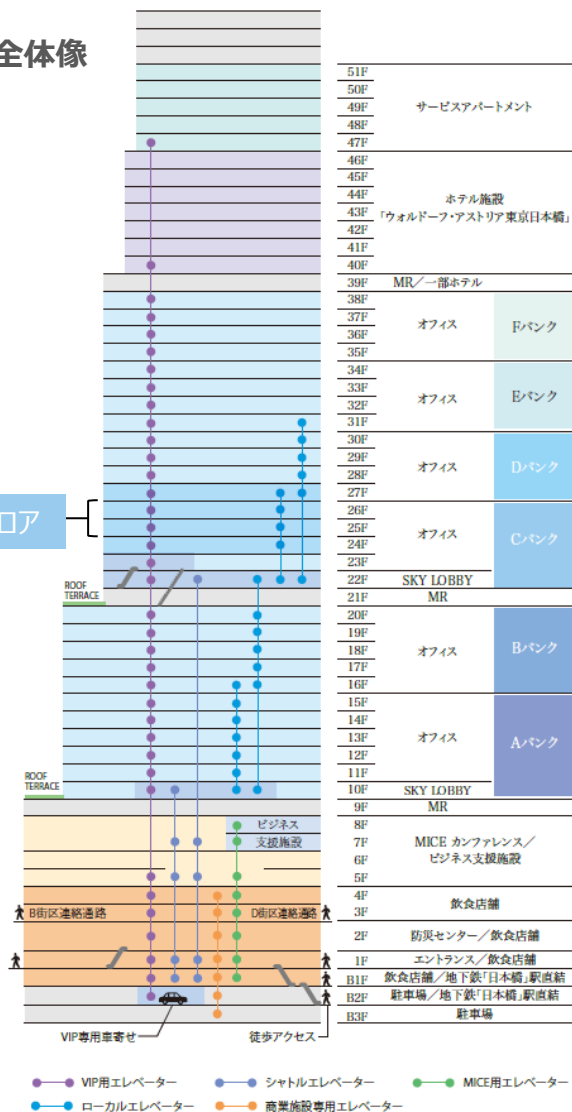 全体像
51F
50F
49F
サービスアパートメント
48F
47F
46F
45F
44F
ホテル施設
43F
「ウォルドーフ・アストリア東京日本橋」
42F
41F
40F
39F
MR／一部ホテル
38F
37F
オフィス
Fバンク
36F
35F
34F
33F
オフィス
Eバンク
32F
31F
30F
29F
オフィス
Dバンク
28F
27F
ロア
26F
25F
オフィス
Cバンク
24F
23F
22F
SKY LOBBY
ROOF
TERRACE
21F
MR
20F
19F
18F
オフィス
Bバンク
17F
16F
15F
14F
13F
オフィス
Aバンク
12F
11F
ROOF
TERRACE
10F
SKY LOBBY
9F
MR
ビジネス
支援施設
8F
7F
MICE カンファレンス／
ビジネス支援施設
6F
5F
4F
飲食店舗
3F
B街区連絡通路
D街区連絡通路
2F
防災センター／飲食店舗
1F
エントランス／飲食店舗
B1F
飲食店舗／地下鉄「日本橋」駅直結
B2F
駐車場／地下鉄「日本橋」駅直結
B3F
駐車場
VIP専用車寄せ
徒歩アクセス
VIP用エレベーター
シャトルエレベーター
MICE用エレベーター
ローカルエレベーター
商業施設専用エレベーター